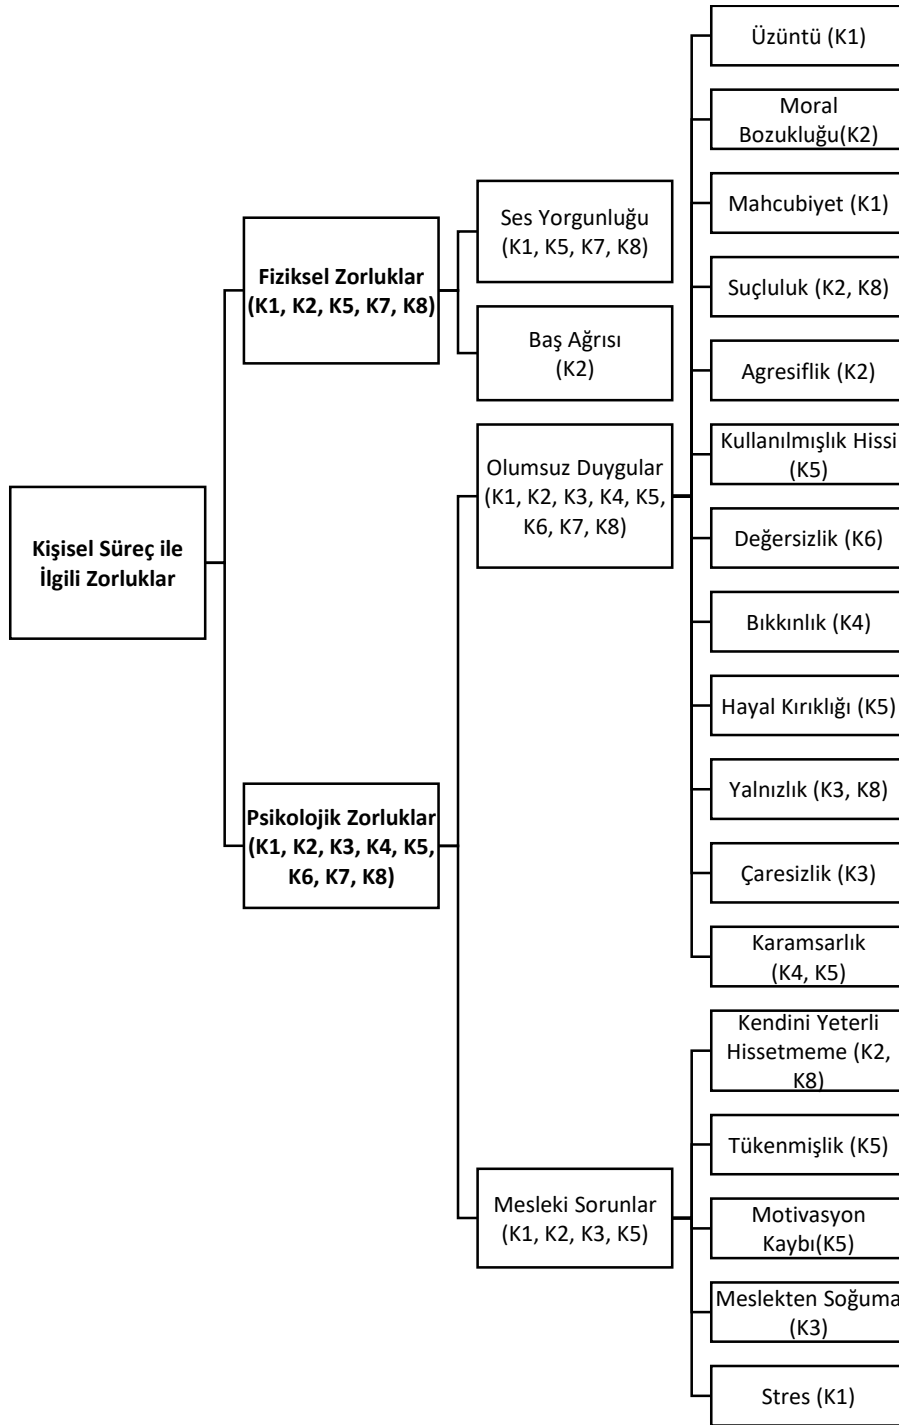 Kişisel Süreç ile
İlgili Zorluklar
Fiziksel Zorluklar
(K1, K2, K5, K7, K8)
Ses Yorgunluğu
(K1, K5, K7, K8)
Baş Ağrısı
(K2)
Psikolojik Zorluklar
(K1, K2, K3, K4, K5,
K6, K7, K8)
Olumsuz Duygular
(K1, K2, K3, K4, K5,
K6, K7, K8)
Üzüntü (K1)
Moral
Bozukluğu(K2)
Mahcubiyet (K1)
Suçluluk (K2, K8)
Agresiflik (K2)
Kullanılmışlık Hissi
(K5)
Değersizlik (K6)
Bıkkınlık (K4)
Hayal Kırıklığı (K5)
Yalnızlık (K3, K8)
Çaresizlik (K3)
Karamsarlık
(K4, K5)
Mesleki Sorunlar
(K1, K2, K3, K5)
Kendini Yeterli
Hissetmeme (K2,
K8)
Tükenmişlik (K5)
Motivasyon
Kaybı(K5)
Meslekten Soğuma
(K3)
Stres (K1)